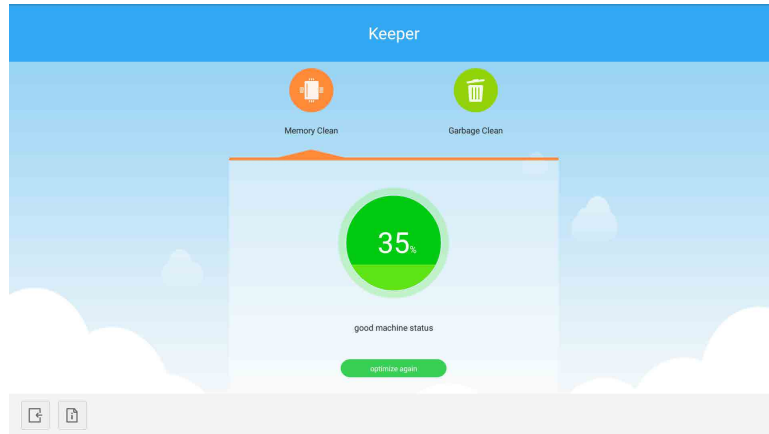 Keeper
Memory Clean
Garbage Clean
35%
good machine status
optimize again